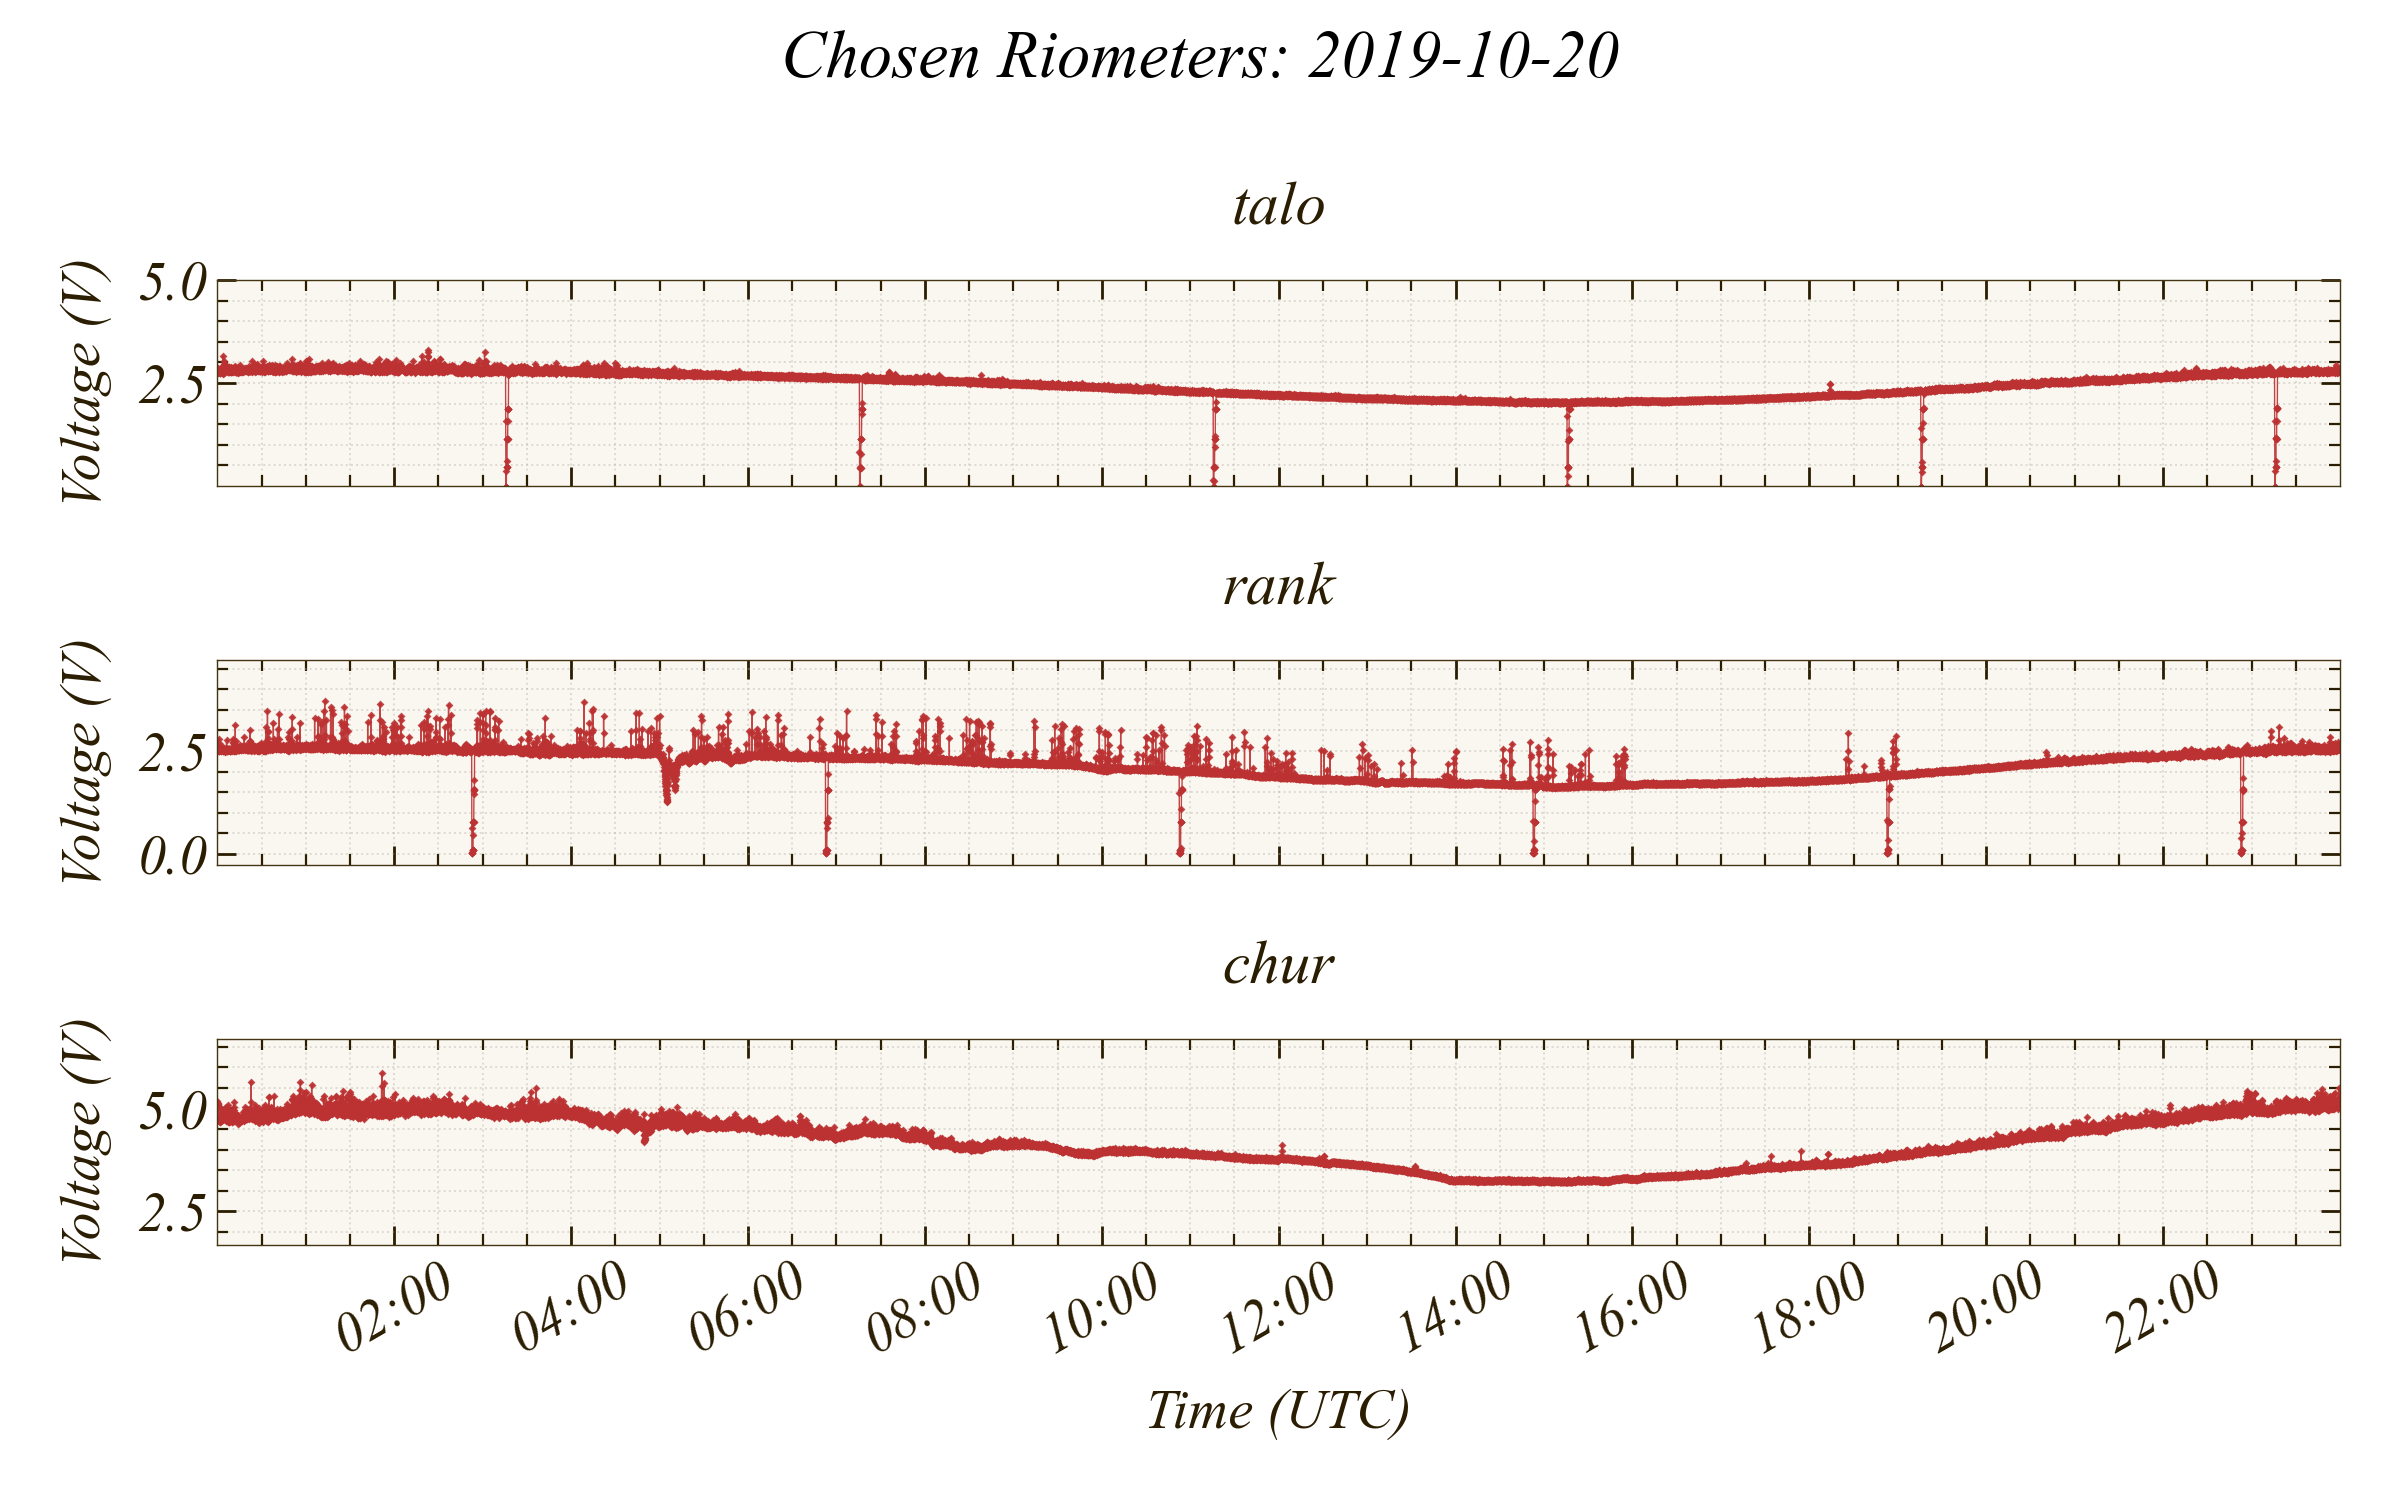 Chosen Riometers: 2019-10-20
talo
Voltage (V)
5.0
2.5
rank
Voltage (V)
2.5
0.0
chur
Voltage (V)
5.0
2.5
02:00 04:00 06:00 08:00 10:00 12:00 14:00 16:00 18:00 20:00 22:00
Time (UTC)